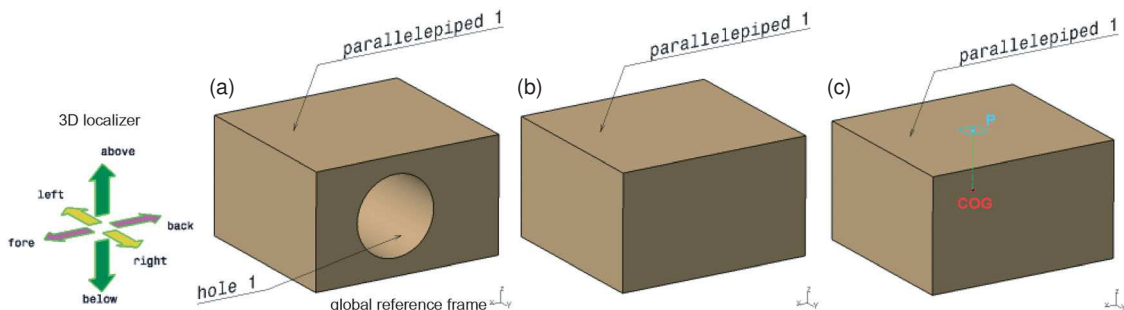 parallelepiped 1
parallelepiped 1
parallelepiped 1
(a)
(b)
(c)
3D localizer
above
left
back
fore
right
below
P
COG
hole 1
global reference frame
z
x
Y
z
x
Y
z
x
Y